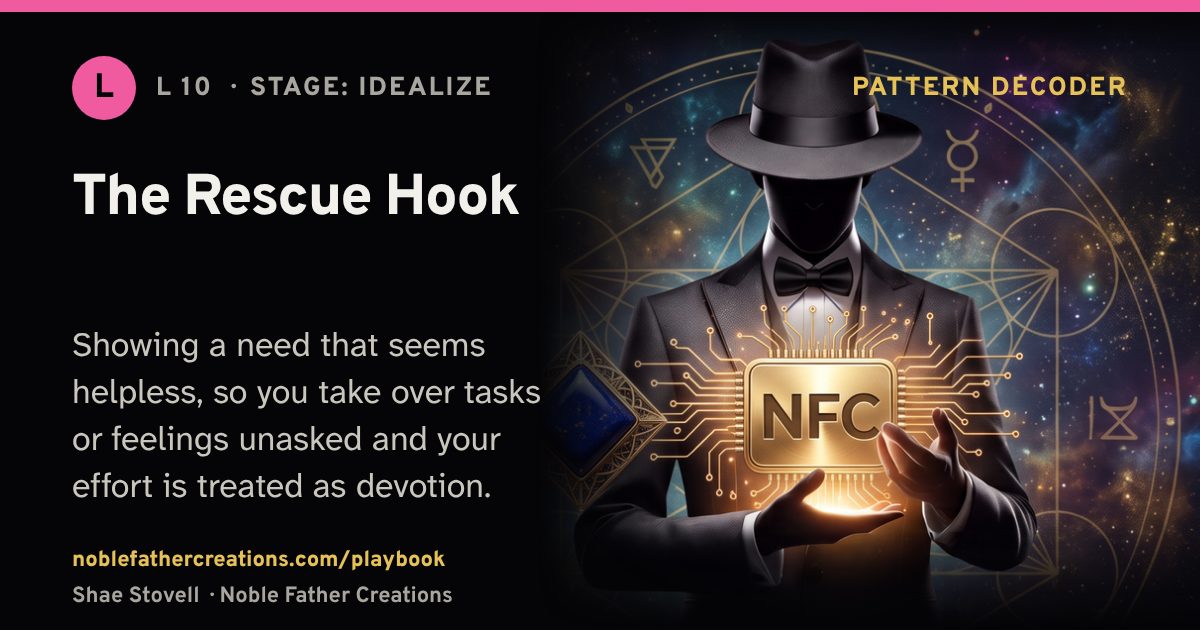 L
L 10 · STAGE: IDEALIZE
PATTERN DECODER
The Rescue Hook
Showing a need that seems
helpless, so you take over tasks
or feelings unasked and your
effort is treated as devotion.
NFC
noblefathercreations.com/playbook
Shae Stovell · Noble Father Creations